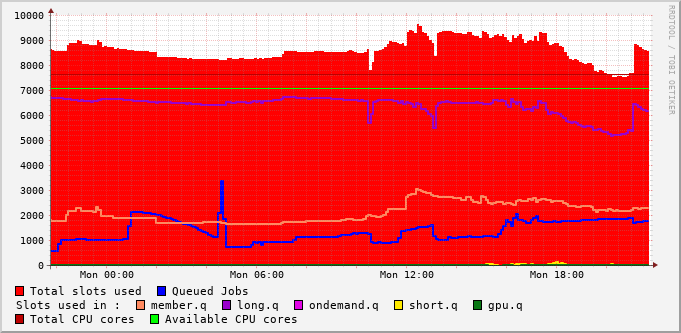 10000
9000
8000
7000
6000
5000
4000
3000
2000
1000
0
Mon 00:00 Mon 06:00 Mon 12:00 Mon 18:00
RRDTOOL / TOBI OETIKER
Total slots used Queued Jobs
Slots used in : member.q long.q ondemand.q short.q gpu.q
Total CPU cores Available CPU cores